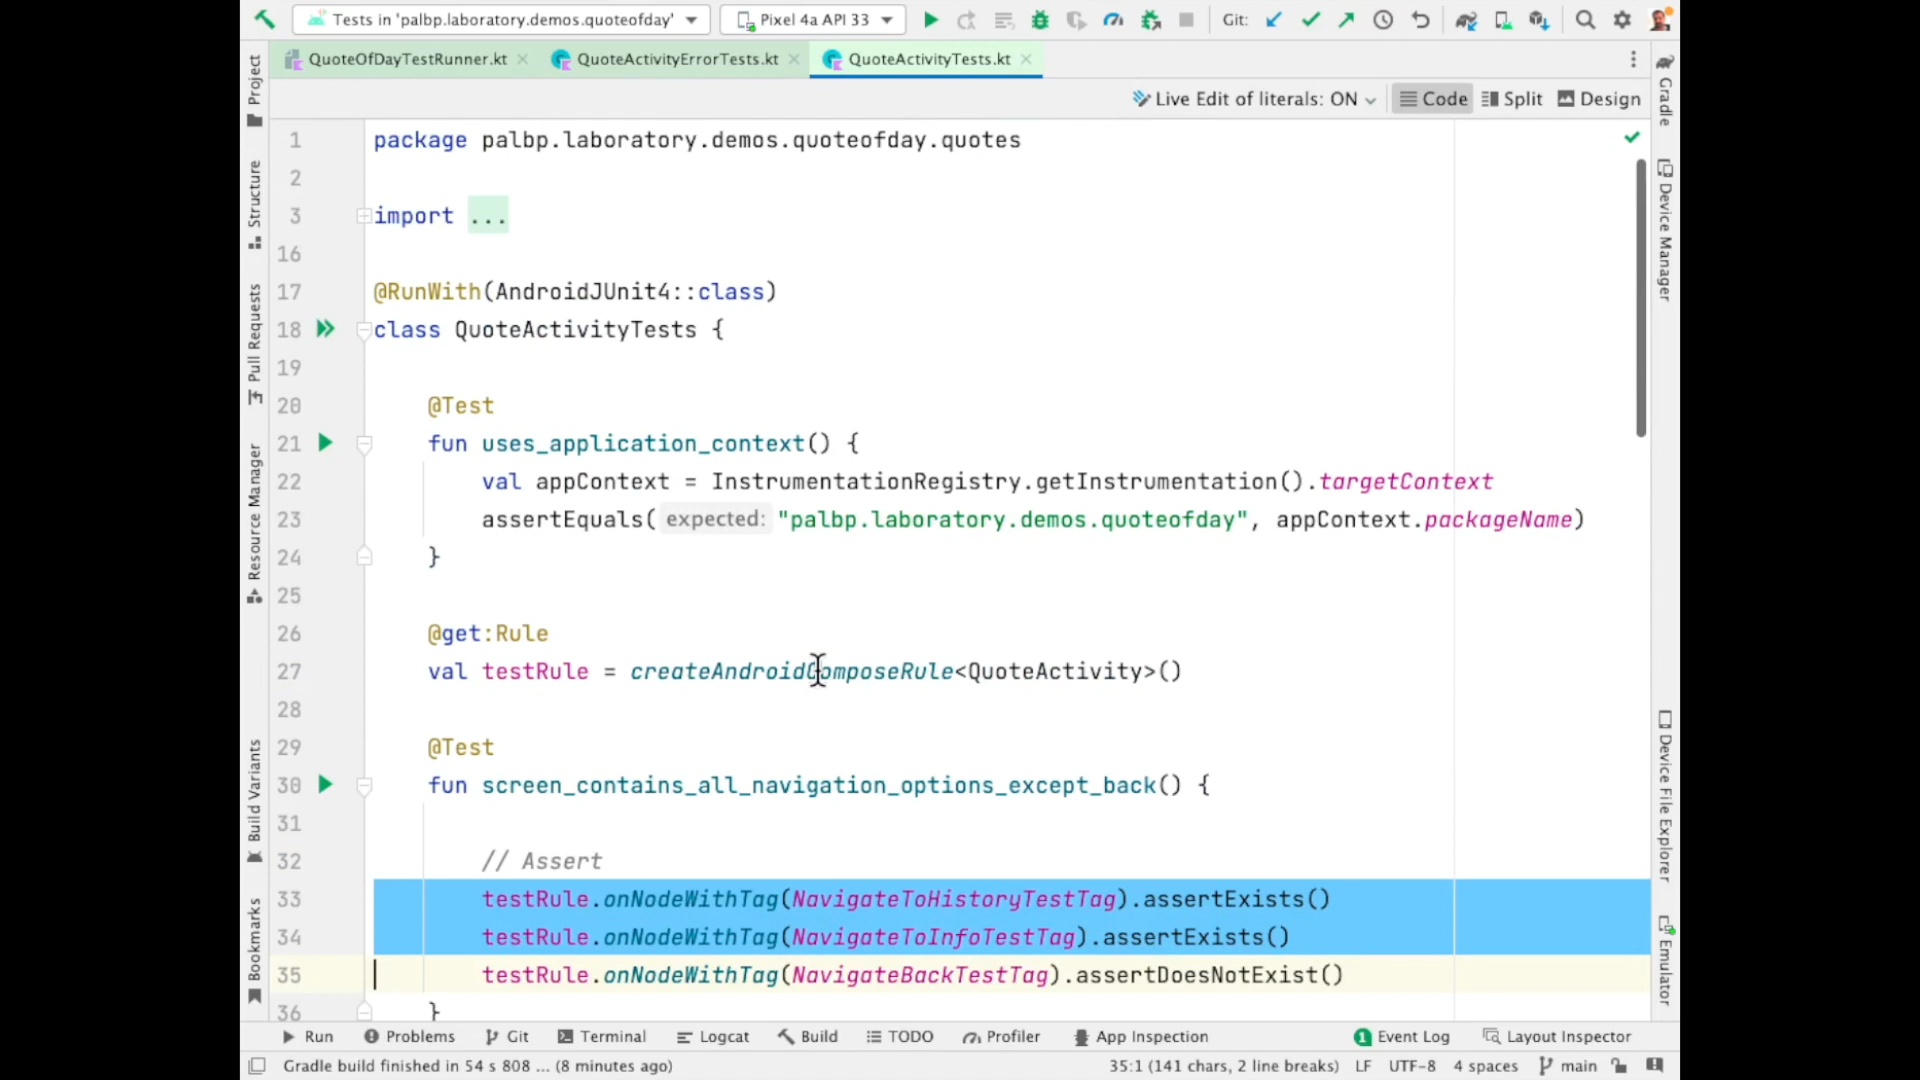 Tests in 'palbp.laboratory.demos.quoteofday' Pixel 4a API 33 Git:
QuoteOfDayTestRunner.kt QuoteActivityErrorTests.kt QuoteActivityTests.kt
Live Edit of literals: ON Code Split Design
Project
Structure
Pull Requests
Resource Manager
Build Variants
Bookmarks
1 package palbp.laboratory.demos.quoteofday.quotes
2
3 import ...
16
17 @RunWith(AndroidJUnit4::class)
18 class QuoteActivityTests {
19
20 @Test
21 fun uses_application_context() {
22 val appContext = InstrumentationRegistry.getInstrumentation().targetContext
23 assertEquals( expected: "palbp.laboratory.demos.quoteofday", appContext.packageName)
24 }
25
26 @get:Rule
27 val testRule = createAndroidComposeRule<QuoteActivity>()
28
29 @Test
30 fun screen_contains_all_navigation_options_except_back() {
31
32 // Assert
33 testRule.onNodeWithTag(NavigateToHistoryTestTag).assertExists()
34 testRule.onNodeWithTag(NavigateToInfoTestTag).assertExists()
35 testRule.onNodeWithTag(NavigateBackTestTag).assertDoesNotExist()
36 }
Gradle
Device Manager
Device File Explorer
Emulator
Run Problems Git Terminal Logcat Build TODO Profiler App Inspection 1 Event Log Layout Inspector
Gradle build finished in 54 s 808 ... (8 minutes ago) 35:1 (141 chars, 2 line breaks) LF UTF-8 4 spaces main